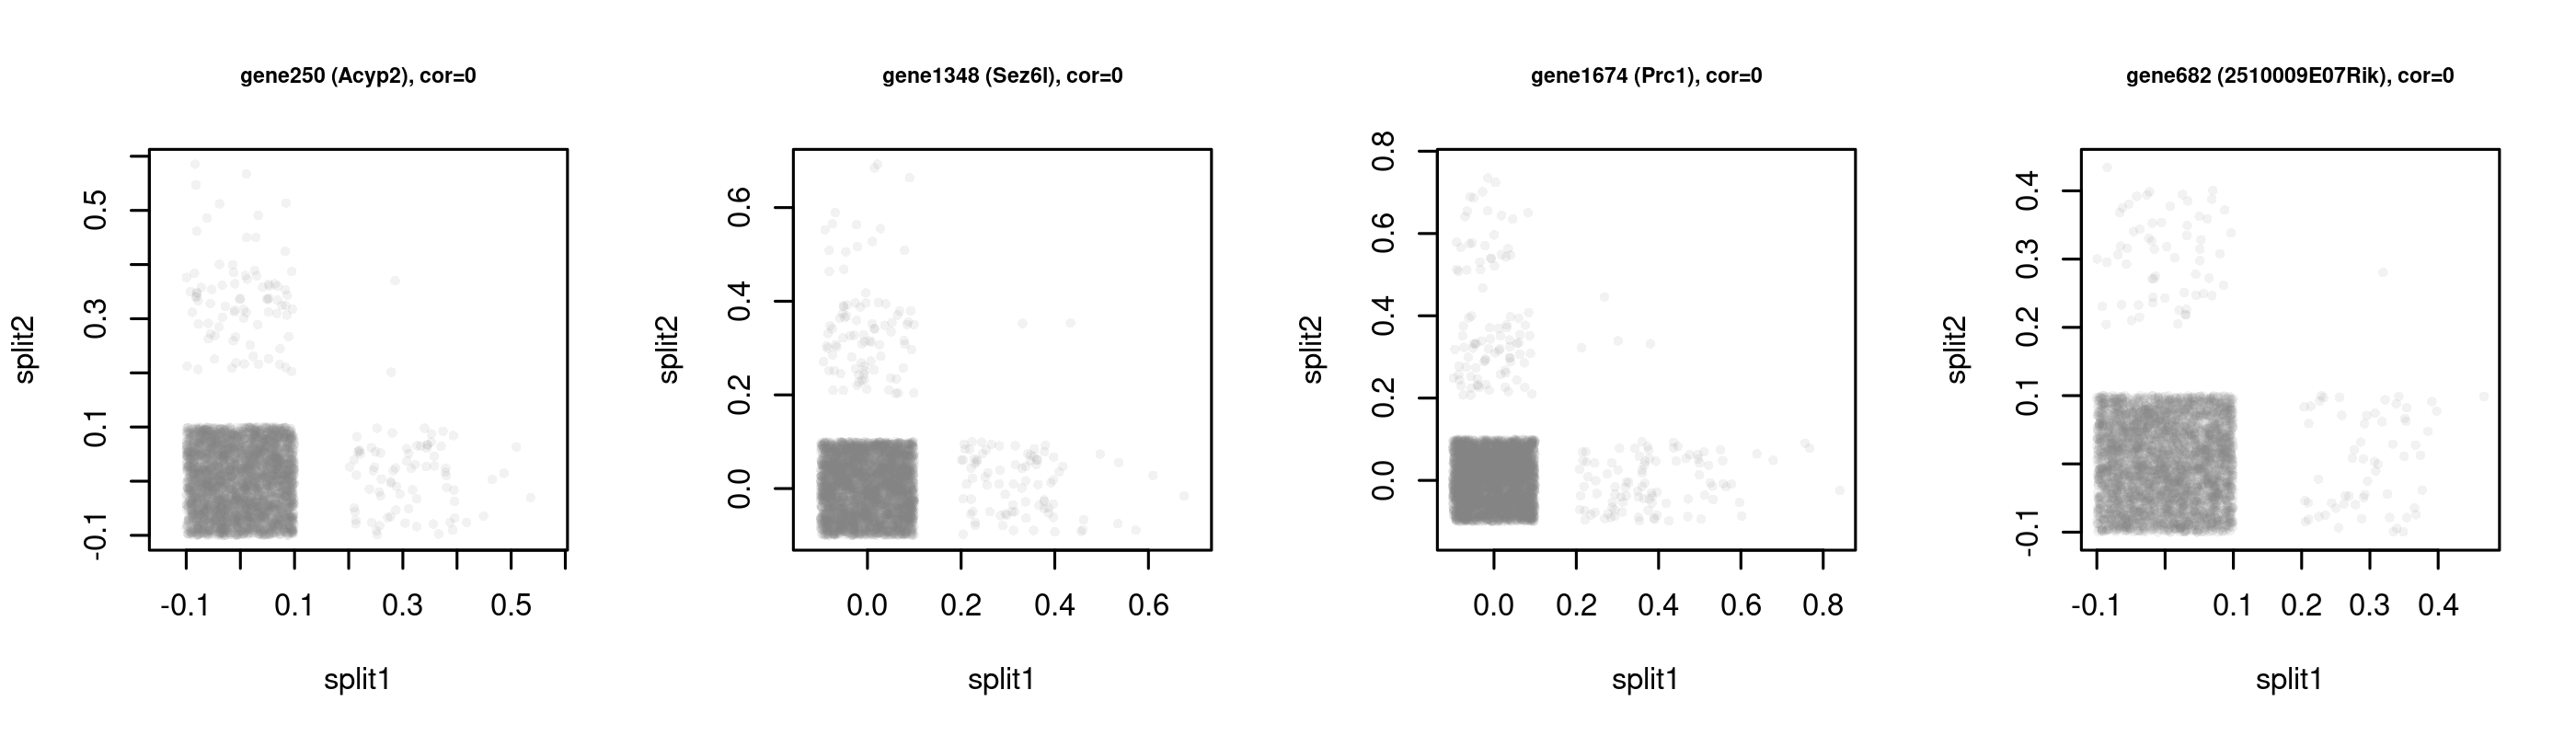 gene250 (Acyp2), cor=0
split2
-0.1 0.1 0.3 0.5
-0.1 0.1 0.3 0.5
split1
gene1348 (Sez6l), cor=0
split2
0.0 0.2 0.4 0.6
0.0 0.2 0.4 0.6
split1
gene1674 (Prc1), cor=0
split2
0.0 0.2 0.4 0.6 0.8
0.0 0.2 0.4 0.6 0.8
split1
gene682 (2510009E07Rik), cor=0
split2
-0.1 0.1 0.2 0.3 0.4
-0.1 0.1 0.2 0.3 0.4
split1